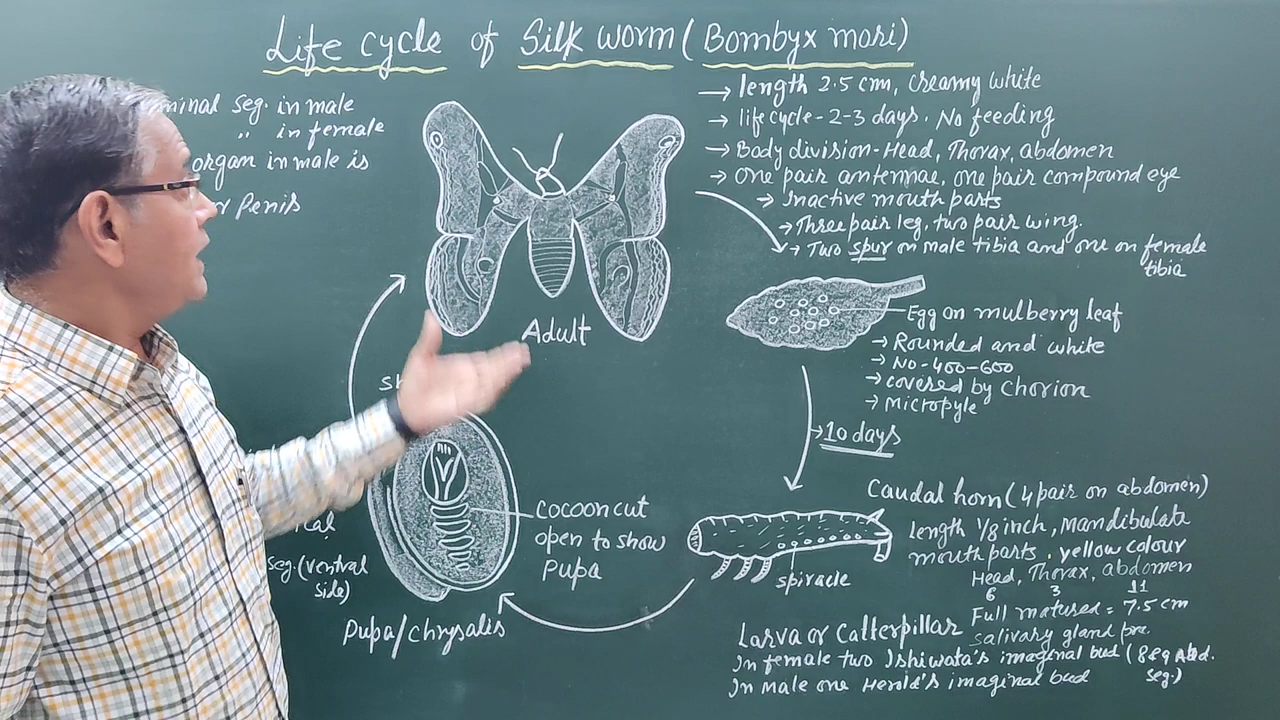 Life cycle of Silk worm (Bombyx mori)
minal seg. in male
" in female
organ in male is
or Penis
→ length 2.5 cm, creamy white
→ life cycle - 2-3 days. No feeding
→ Body division-Head, Thorax, abdomen
→ One pair antennae, one pair compound eye
→ Inactive mouth parts
→ Three pair leg, two pair wing.
→ Two spur on male tibia and one on female
tibia
Adult
Egg on mulberry leaf
→ Rounded and white
→ No-400-600
→ covered by Chorion
→ Micropyle
→ 10 days
Caudal horn (4 pair on abdomen)
length 1/8 inch, Mandibulate
mouth parts, yellow colour
Head, Thorax, abdomen
6 3 11
Full matured = 7.5 cm
salivary gland pre.
spiracle
Larva or Catterpillar
In female two Ishiwata's imaginal bud (8&9 Abd.
seg.)
In Male one Herold's imaginal bud
cocoon cut
open to show
pupa
seg. (ventral
side)
Pupa/chrysalis